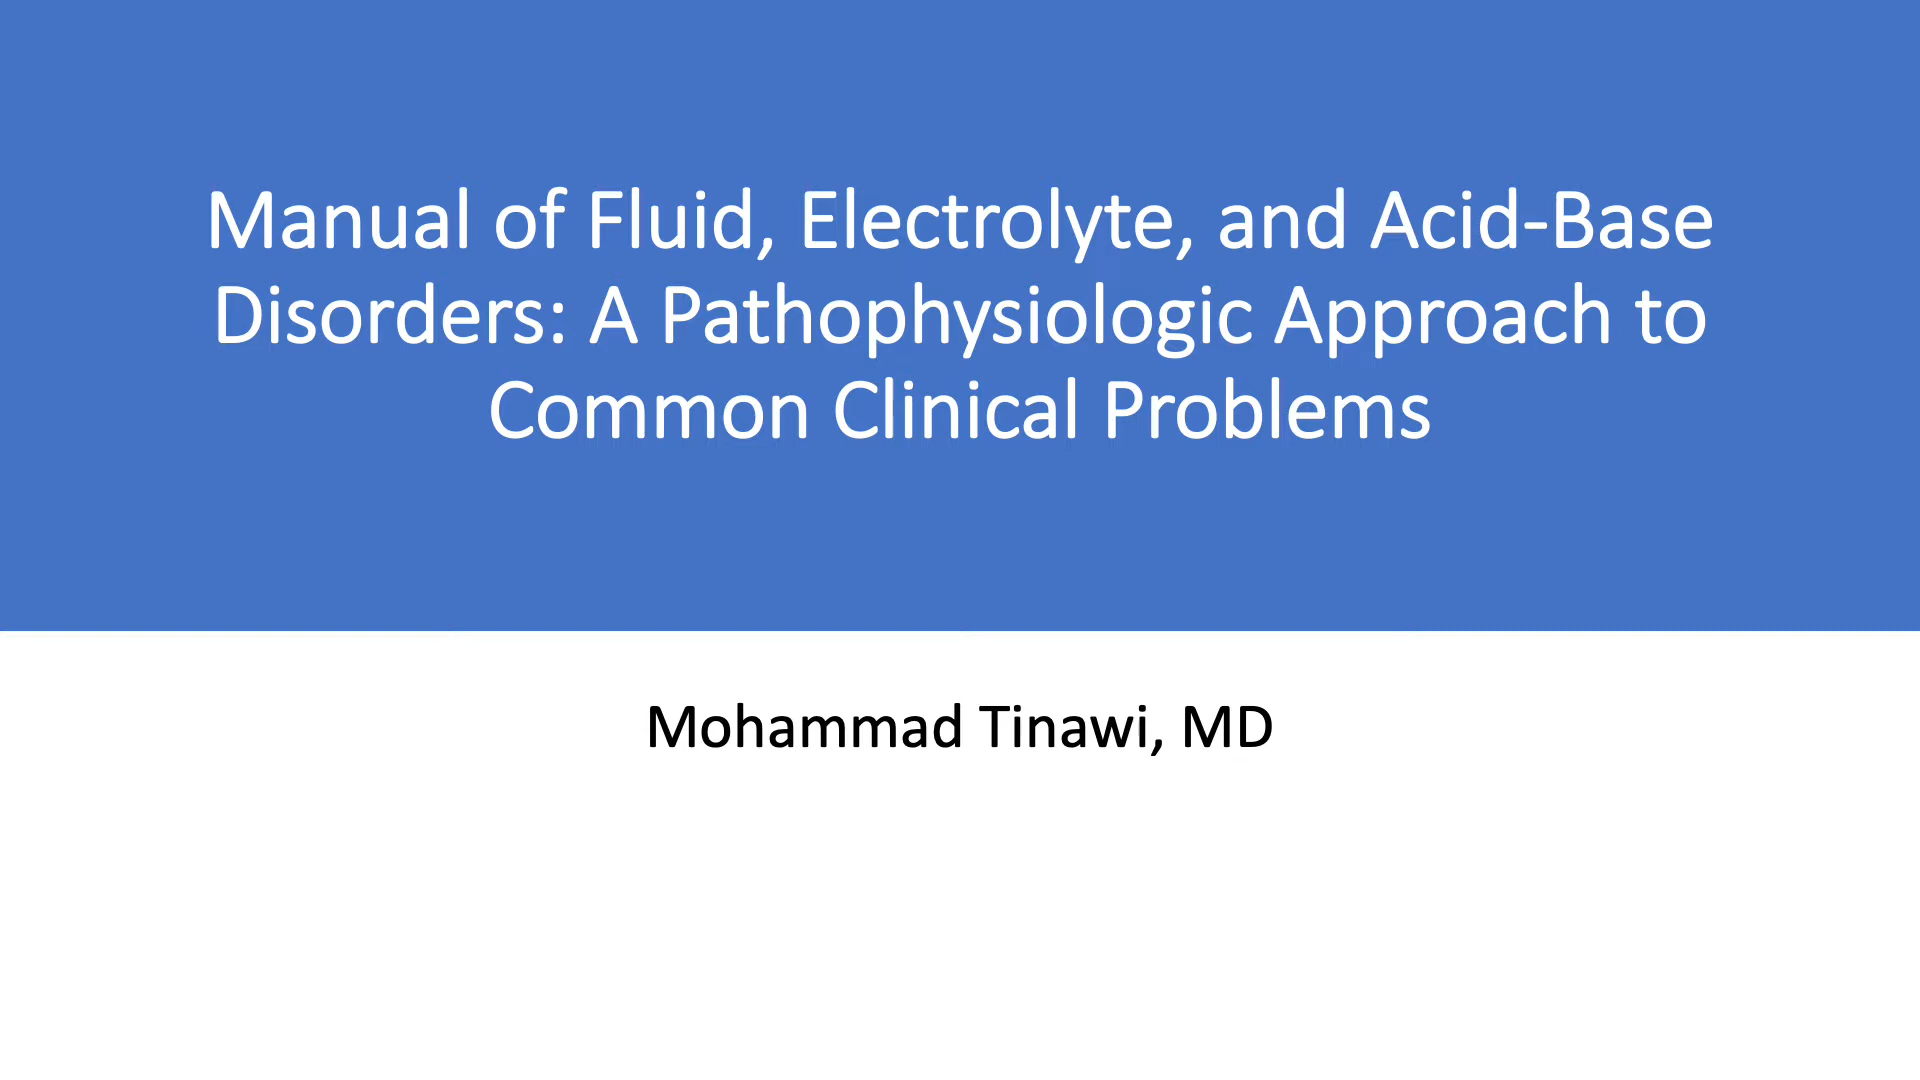 Manual of Fluid, Electrolyte, and Acid-Base
Disorders: A Pathophysiologic Approach to
Common Clinical Problems
Mohammad Tinawi, MD